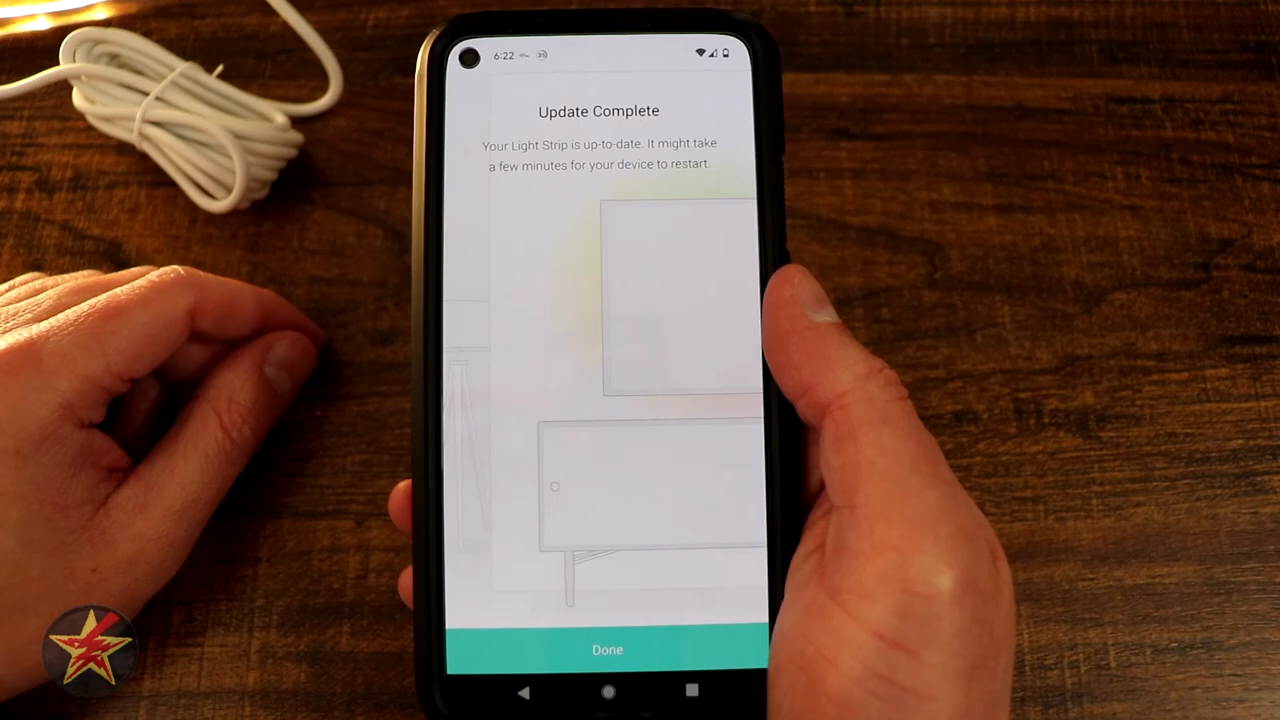 6:22
Update Complete
Your Light Strip is up-to-date. It might take
a few minutes for your device to restart.
Done